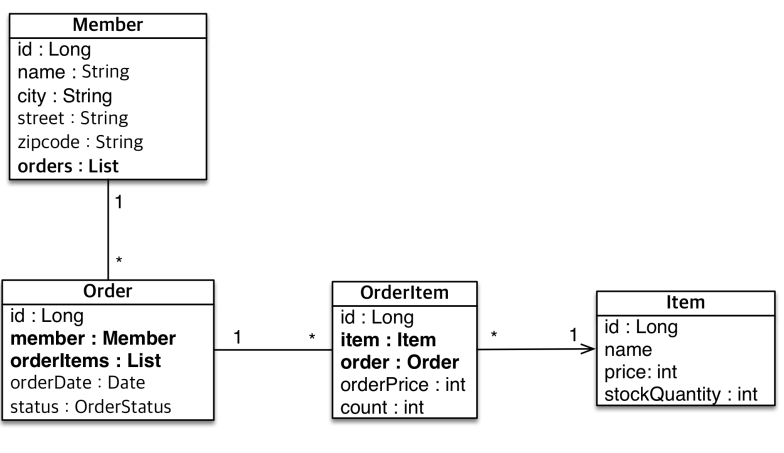 Member
id : Long
name : String
city : String
street : String
zipcode : String
orders : List
1
*
Order
id : Long
member : Member
orderItems : List
orderDate : Date
status : OrderStatus
1
*
OrderItem
id : Long
item : Item
order : Order
orderPrice : int
count : int
*
1
Item
id : Long
name
price: int
stockQuantity : int